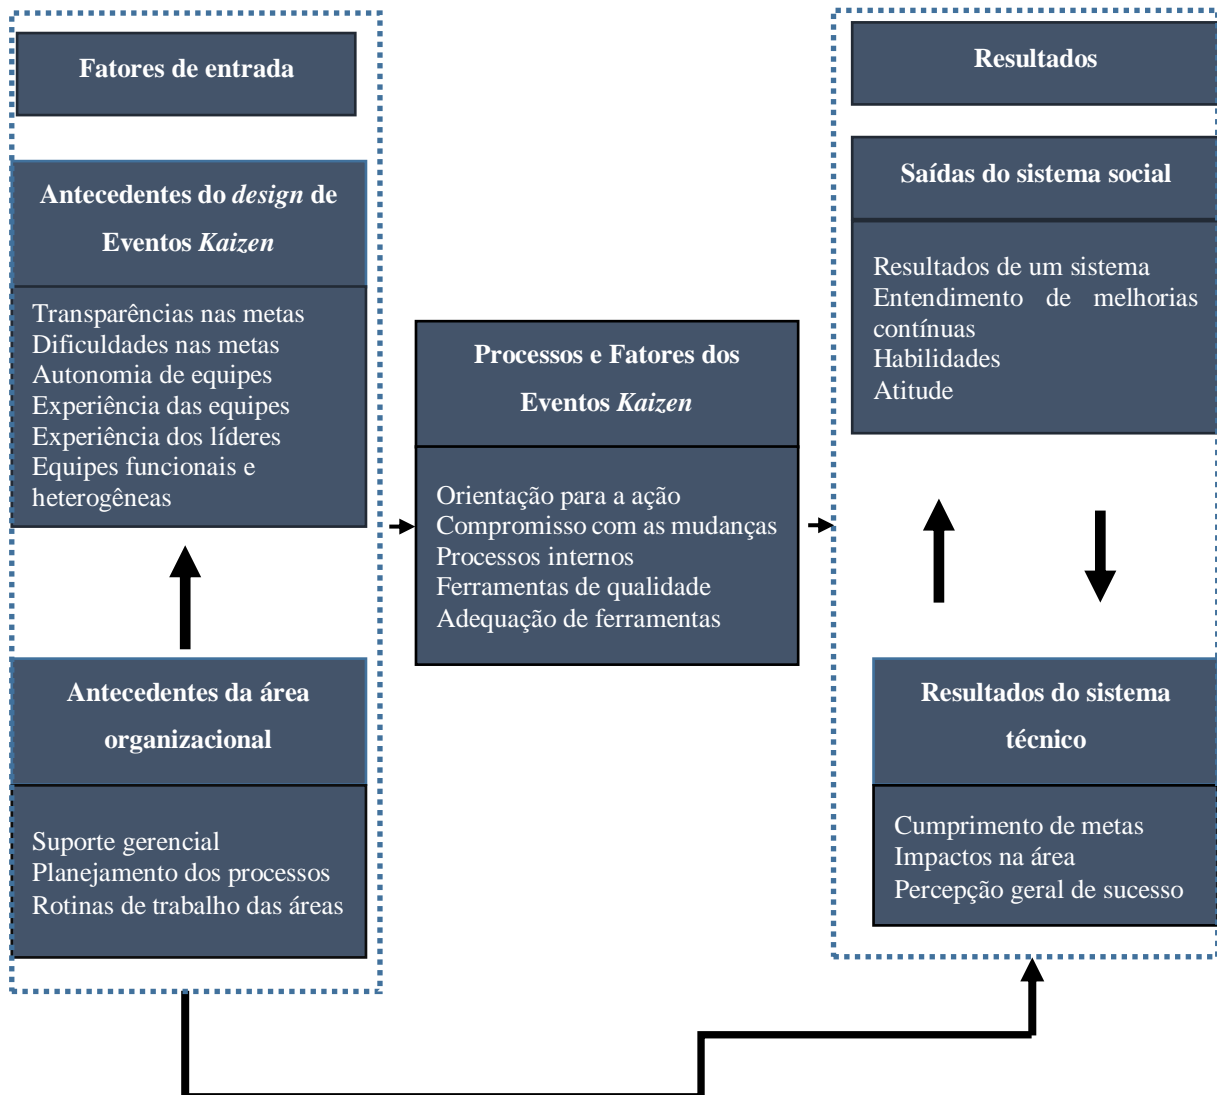 Fatores de entrada
Antecedentes do design de
Eventos Kaizen
Transparências nas metas
Dificuldades nas metas
Autonomia de equipes
Experiência das equipes
Experiência dos líderes
Equipes funcionais e
heterogêneas
Antecedentes da área
organizacional
Suporte gerencial
Planejamento dos processos
Rotinas de trabalho das áreas
Processos e Fatores dos
Eventos Kaizen
Orientação para a ação
Compromisso com as mudanças
Processos internos
Ferramentas de qualidade
Adequação de ferramentas
Resultados
Saídas do sistema social
Resultados de um sistema
Entendimento de melhorias
contínuas
Habilidades
Atitude
Resultados do sistema
técnico
Cumprimento de metas
Impactos na área
Percepção geral de sucesso